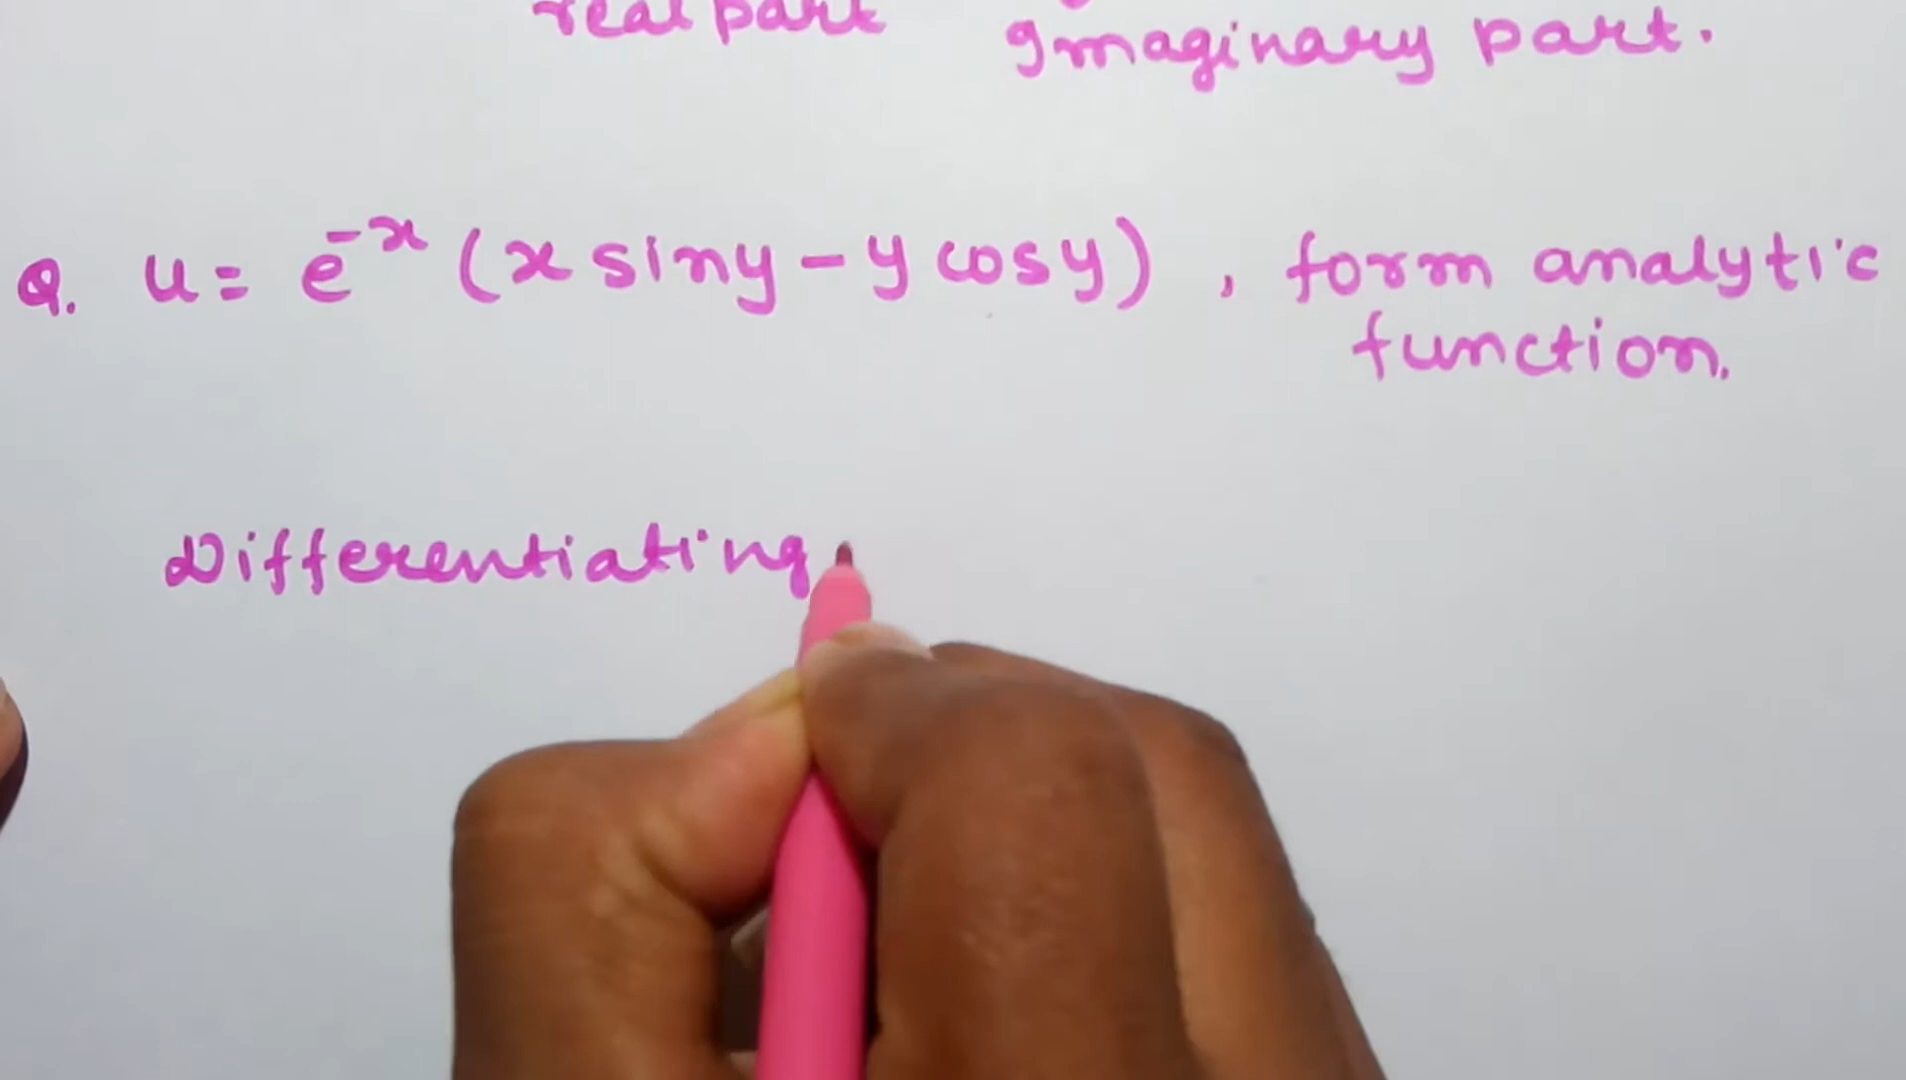 real part Imaginary part.
Q. u = e^-x (x siny - y cosy) , form analytic
function.
Differentiating